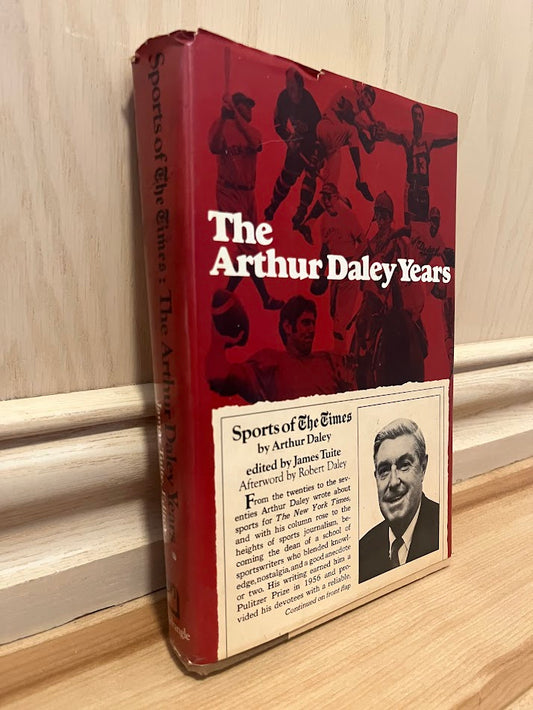 Sports of The Times: The Arthur Daley Years
The
Arthur Daley Years
Sports of The Times
by Arthur Daley
edited by James Tuite
Afterword by Robert Daley
From the twenties to the sev-
enties Arthur Daley wrote about
sports for The New York Times,
and with his column rose to the
heights of sports journalism, be-
coming the dean of a school of
sportswriters who blended knowl-
edge, nostalgia, and a good anecdote
or two. His writing earned him a
Pulitzer Prize in 1956 and pro-
vided his devotees with a reliable,
Continued on front flap